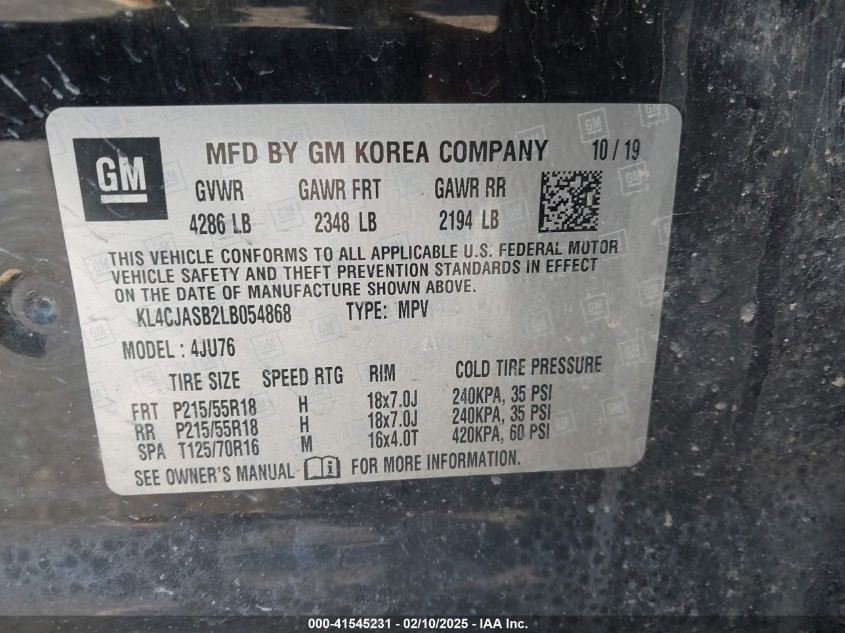 GM MFD BY GM KOREA COMPANY 10/19
GVWR GAWR FRT GAWR RR
4286 LB 2348 LB 2194 LB
THIS VEHICLE CONFORMS TO ALL APPLICABLE U.S. FEDERAL MOTOR
VEHICLE SAFETY AND THEFT PREVENTION STANDARDS IN EFFECT
ON THE DATE OF MANUFACTURE SHOWN ABOVE.
KL4CJASB2LB054868 TYPE: MPV
MODEL : 4JU76
TIRE SIZE SPEED RTG RIM COLD TIRE PRESSURE
FRT P215/55R18 H 18x7.0J 240KPA, 35 PSI
RR P215/55R18 H 18x7.0J 240KPA, 35 PSI
SPA T125/70R16 M 16x4.0T 420KPA, 60 PSI
SEE OWNER'S MANUAL i FOR MORE INFORMATION.
000-41545231 - 02/10/2025 - IAA Inc.